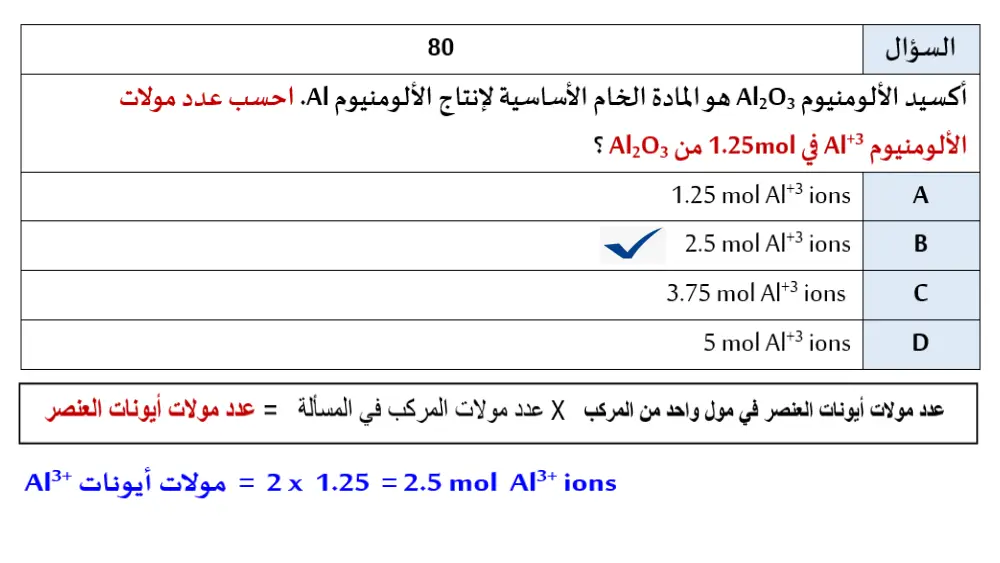 السؤال 80
أكسيد الألومنيوم Al₂O₃ هو المادة الخام الأساسية لإنتاج الألومنيوم Al. احسب عدد مولات
الألومنيوم Al⁺³ في 1.25mol من Al₂O₃ ؟
A 1.25 mol Al⁺³ ions
B 2.5 mol Al⁺³ ions
C 3.75 mol Al⁺³ ions
D 5 mol Al⁺³ ions
عدد مولات أيونات العنصر في مول واحد من المركب X عدد مولات المركب في المسألة = عدد مولات أيونات العنصر
Al³⁺ مولات أيونات = 2 x 1.25 = 2.5 mol Al³⁺ ions